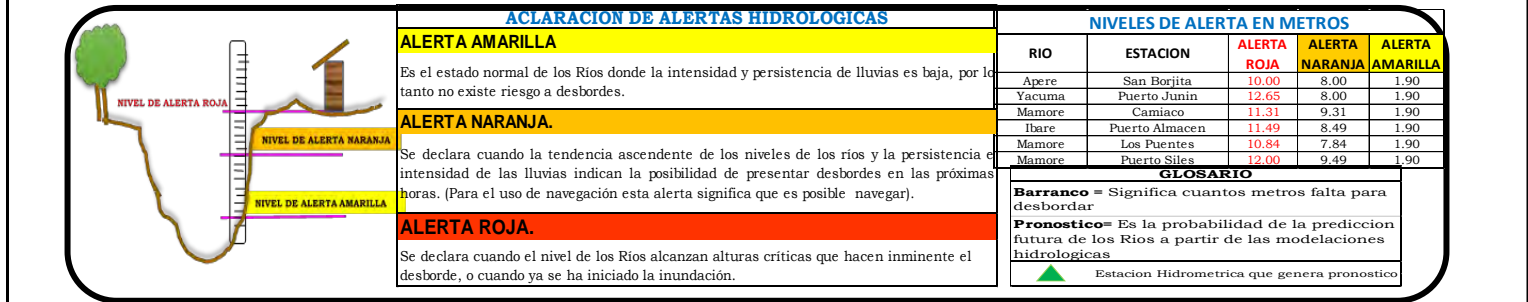 NIVEL DE ALERTA ROJA
NIVEL DE ALERTA NARANJA
NIVEL DE ALERTA AMARILLA
ACLARACION DE ALERTAS HIDROLOGICAS
ALERTA AMARILLA
Es el estado normal de los Ríos donde la intensidad y persistencia de lluvias es baja, por lo
tanto no existe riesgo a desbordes.
ALERTA NARANJA.
Se declara cuando la tendencia ascendente de los niveles de los ríos y la persistencia e
intensidad de las lluvias indican la posibilidad de presentar desbordes en las próximas
horas. (Para el uso de navegación esta alerta significa que es posible navegar).
ALERTA ROJA.
Se declara cuando el nivel de los Rios alcanzan alturas críticas que hacen inminente el
desborde, o cuando ya se ha iniciado la inundación.
NIVELES DE ALERTA EN METROS
RIO ESTACION ALERTA ROJA ALERTA NARANJA ALERTA AMARILLA
Apere San Borjita 10.00 8.00 1.90
Yacuma Puerto Junin 12.65 8.00 1.90
Mamore Camiaco 11.31 9.31 1.90
Ibare Puerto Almacen 11.49 8.49 1.90
Mamore Los Puentes 10.84 7.84 1.90
Mamore Puerto Siles 12.00 9.49 1.90
GLOSARIO
Barranco = Significa cuantos metros falta para
desbordar
Pronostico= Es la probabilidad de la prediccion
futura de los Rios a partir de las modelaciones
hidrologicas
Estacion Hidrometrica que genera pronostico